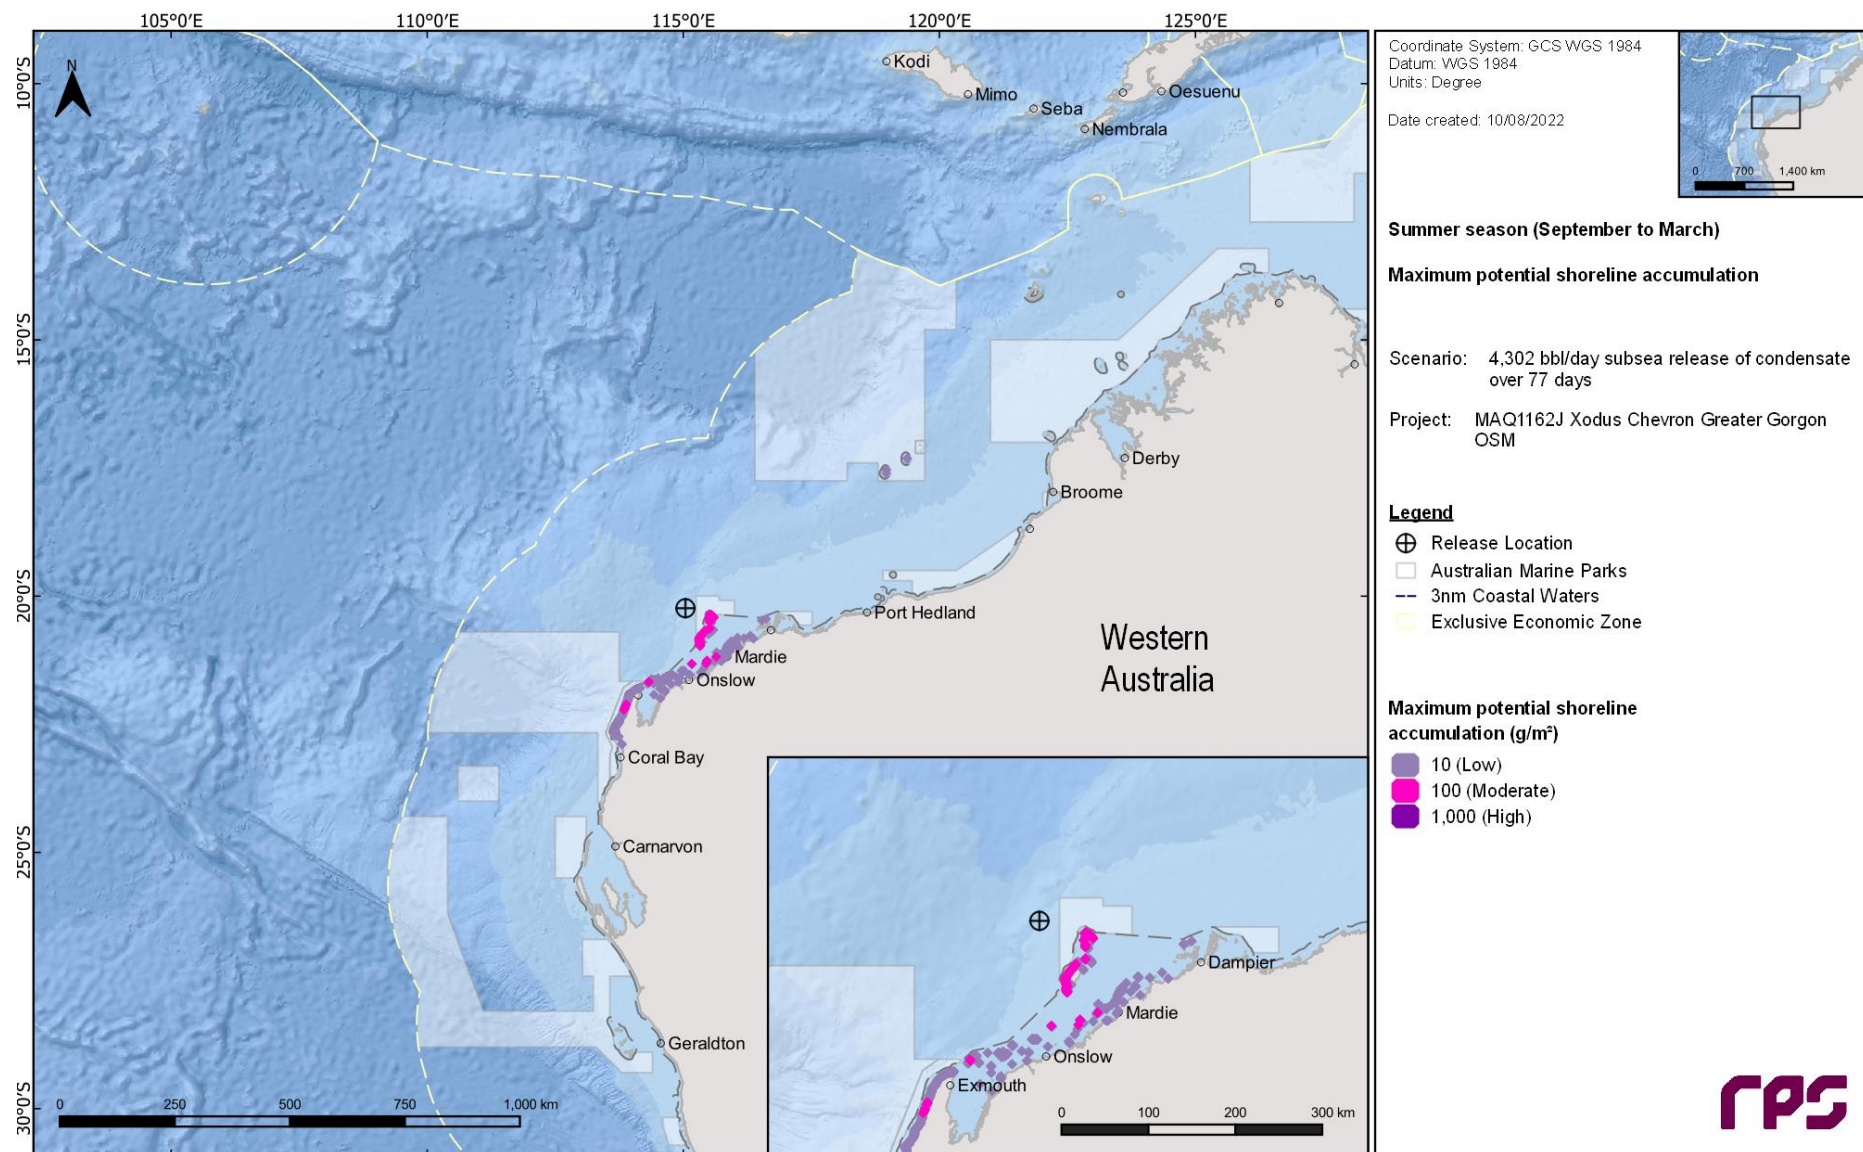 105°0'E 110°0'E 115°0'E 120°0'E 125°0'E
10°0'S
15°0'S
20°0'S
25°0'S
30°0'S
N
Kodi
Mimo
Seba
Oesuenu
Nembrala
Derby
Broome
Port Hedland
Mardie
Onslow
Coral Bay
Carnarvon
Geraldton
Western
Australia
0 250 500 750 1,000 km
Dampier
Mardie
Onslow
Exmouth
0 100 200 300 km
Coordinate System: GCS WGS 1984
Datum: WGS 1984
Units: Degree
Date created: 10/08/2022
0 700 1,400 km
Summer season (September to March)
Maximum potential shoreline accumulation
Scenario: 4,302 bbl/day subsea release of condensate
over 77 days
Project: MAQ1162J Xodus Chevron Greater Gorgon
OSM
Legend
Release Location
Australian Marine Parks
3nm Coastal Waters
Exclusive Economic Zone
Maximum potential shoreline
accumulation (g/m²)
10 (Low)
100 (Moderate)
1,000 (High)
rps